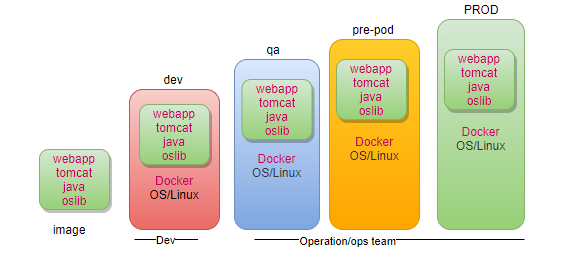 PROD
pre-pod
qa
dev
webapp
tomcat
java
oslib
image
webapp
tomcat
java
oslib
Docker
OS/Linux
webapp
tomcat
java
oslib
Docker
OS/Linux
webapp
tomcat
java
oslib
Docker
OS/Linux
webapp
tomcat
java
oslib
Docker
OS/Linux
Dev
Operation/ops team